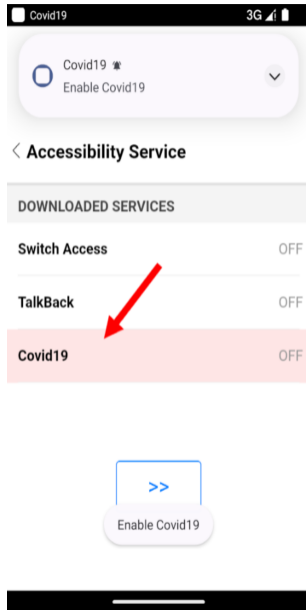 Covid19 3G
Covid19
Enable Covid19
Accessibility Service
DOWNLOADED SERVICES
Switch Access OFF
TalkBack OFF
Covid19 OFF
>>
Enable Covid19